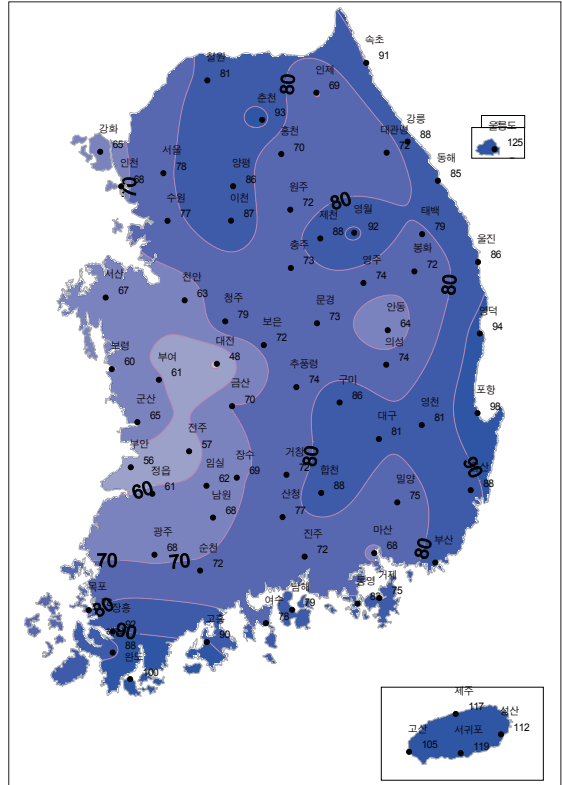 속초
91
철원
81
80
인제
69
춘천
93
강릉
88
울릉도
125
강화
65
홍천
70
대관령
72
서울
78
인천
68
70
양평
86
동해
85
원주
72
80
수원
77
이천
87
제천
88
영월
92
태백
79
충주
73
봉화
72
울진
86
영주
74
80
서산
67
천안
63
청주
79
문경
73
안동
64
영덕
94
보은
72
의성
74
대전
48
보령
60
부여
61
추풍령
74
금산
70
구미
86
포항
98
군산
65
대구
81
영천
81
전주
57
부안
56
장수
69
거창
72
80
합천
88
90
산
88
정읍
61
60
임실
62
밀양
75
남원
68
산청
77
광주
68
70
70
순천
72
진주
72
마산
68
80
부산
목포
80
장흥
92
90
88
고흥
90
여수
78
남해
79
통영
거제
75
완도
100
제주
117
성산
112
고산
105
서귀포
119